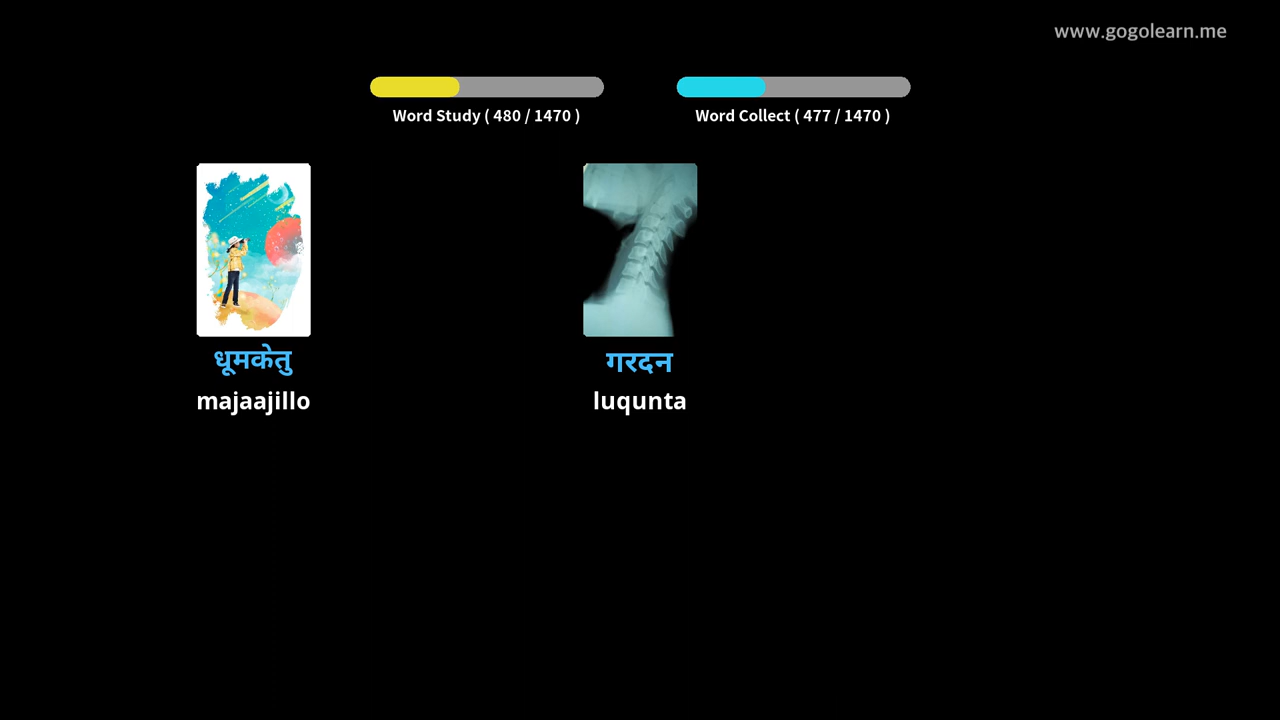 www.gogolearn.me
Word Study ( 480 / 1470 )
Word Collect ( 477 / 1470 )
धूमकेतु
majaajillo
गरदन
luqunta